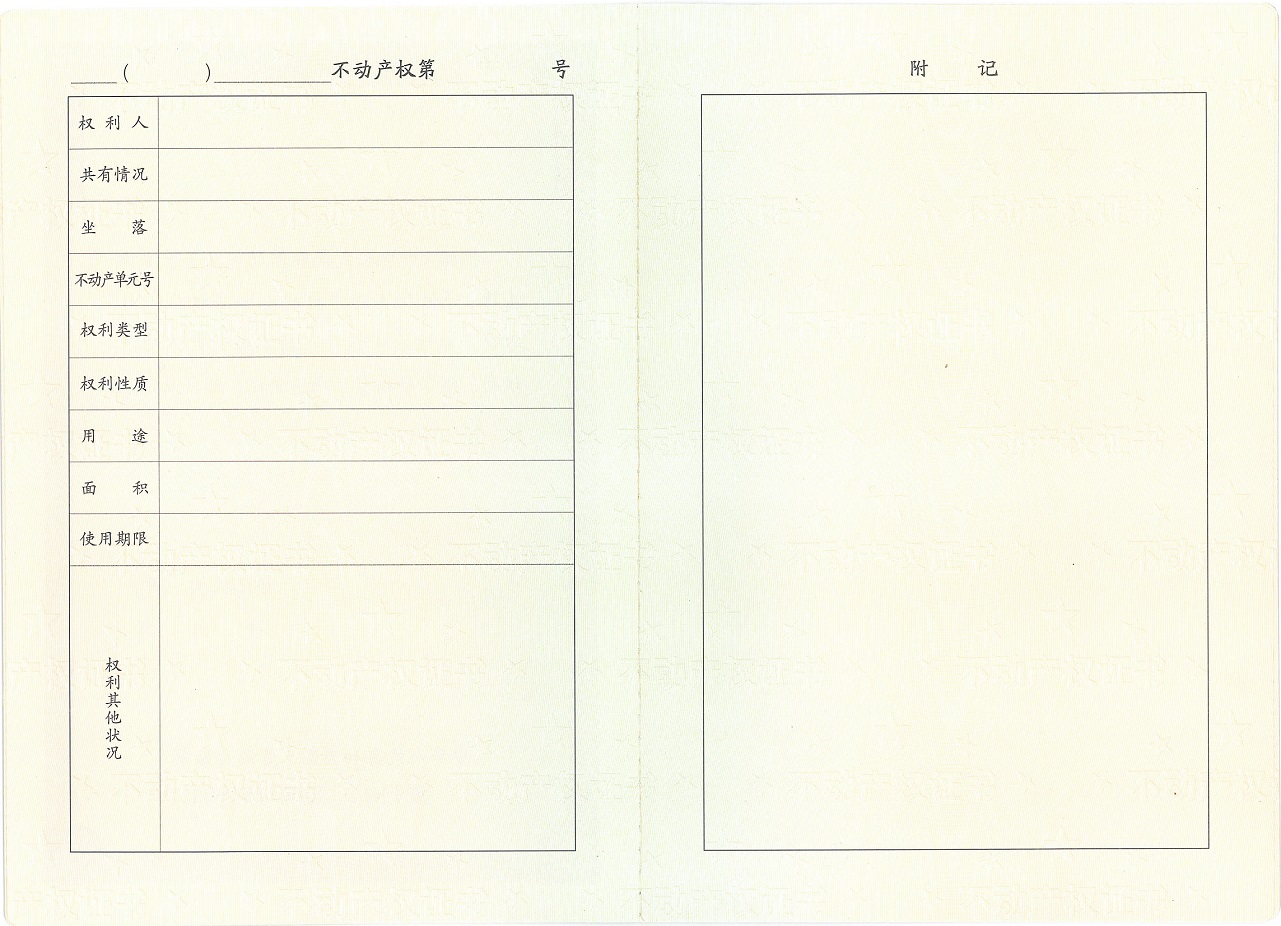 ____（　　　）__________不动产权第　　　　　号
权利人
共有情况
坐　落
不动产单元号
权利类型
权利性质
用　途
面　积
使用期限
权利其他状况
附　记